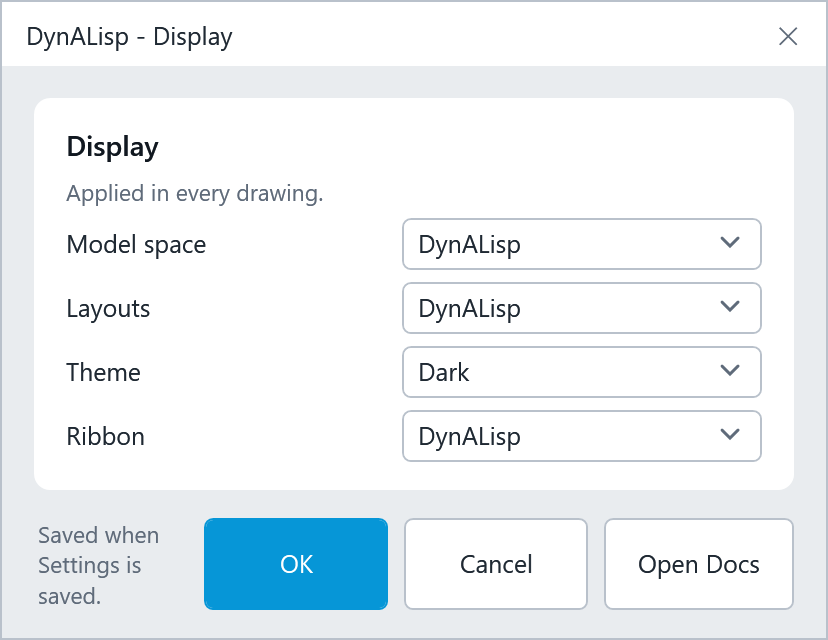 DynALisp - Display
Display
Applied in every drawing.
Model space
DynALisp
Layouts
DynALisp
Theme
Dark
Ribbon
DynALisp
Saved when
Settings is
saved.
OK
Cancel
Open Docs